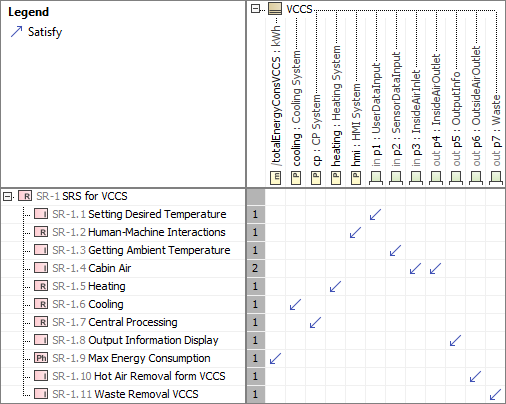 Legend
Satisfy
VCCS
/totalEnergyConsVCCS : kWh
cooling : Cooling System
cp : CP System
heating : Heating System
hmi : HMI System
in p1 : UserDataInput
in p2 : SensorDataInput
in p3 : InsideAirInlet
out p4 : InsideAirOutlet
out p5 : OutputInfo
out p6 : OutsideAirOutlet
out p7 : Waste
m P P P P
R SR-1 SRS for VCCS
I SR-1.1 Setting Desired Temperature 1
R SR-1.2 Human-Machine Interactions 1
I SR-1.3 Getting Ambient Temperature 1
I SR-1.4 Cabin Air 2
R SR-1.5 Heating 1
R SR-1.6 Cooling 1
R SR-1.7 Central Processing 1
I SR-1.8 Output Information Display 1
Ph SR-1.9 Max Energy Consumption 1
I SR-1.10 Hot Air Removal form VCCS 1
I SR-1.11 Waste Removal VCCS 1